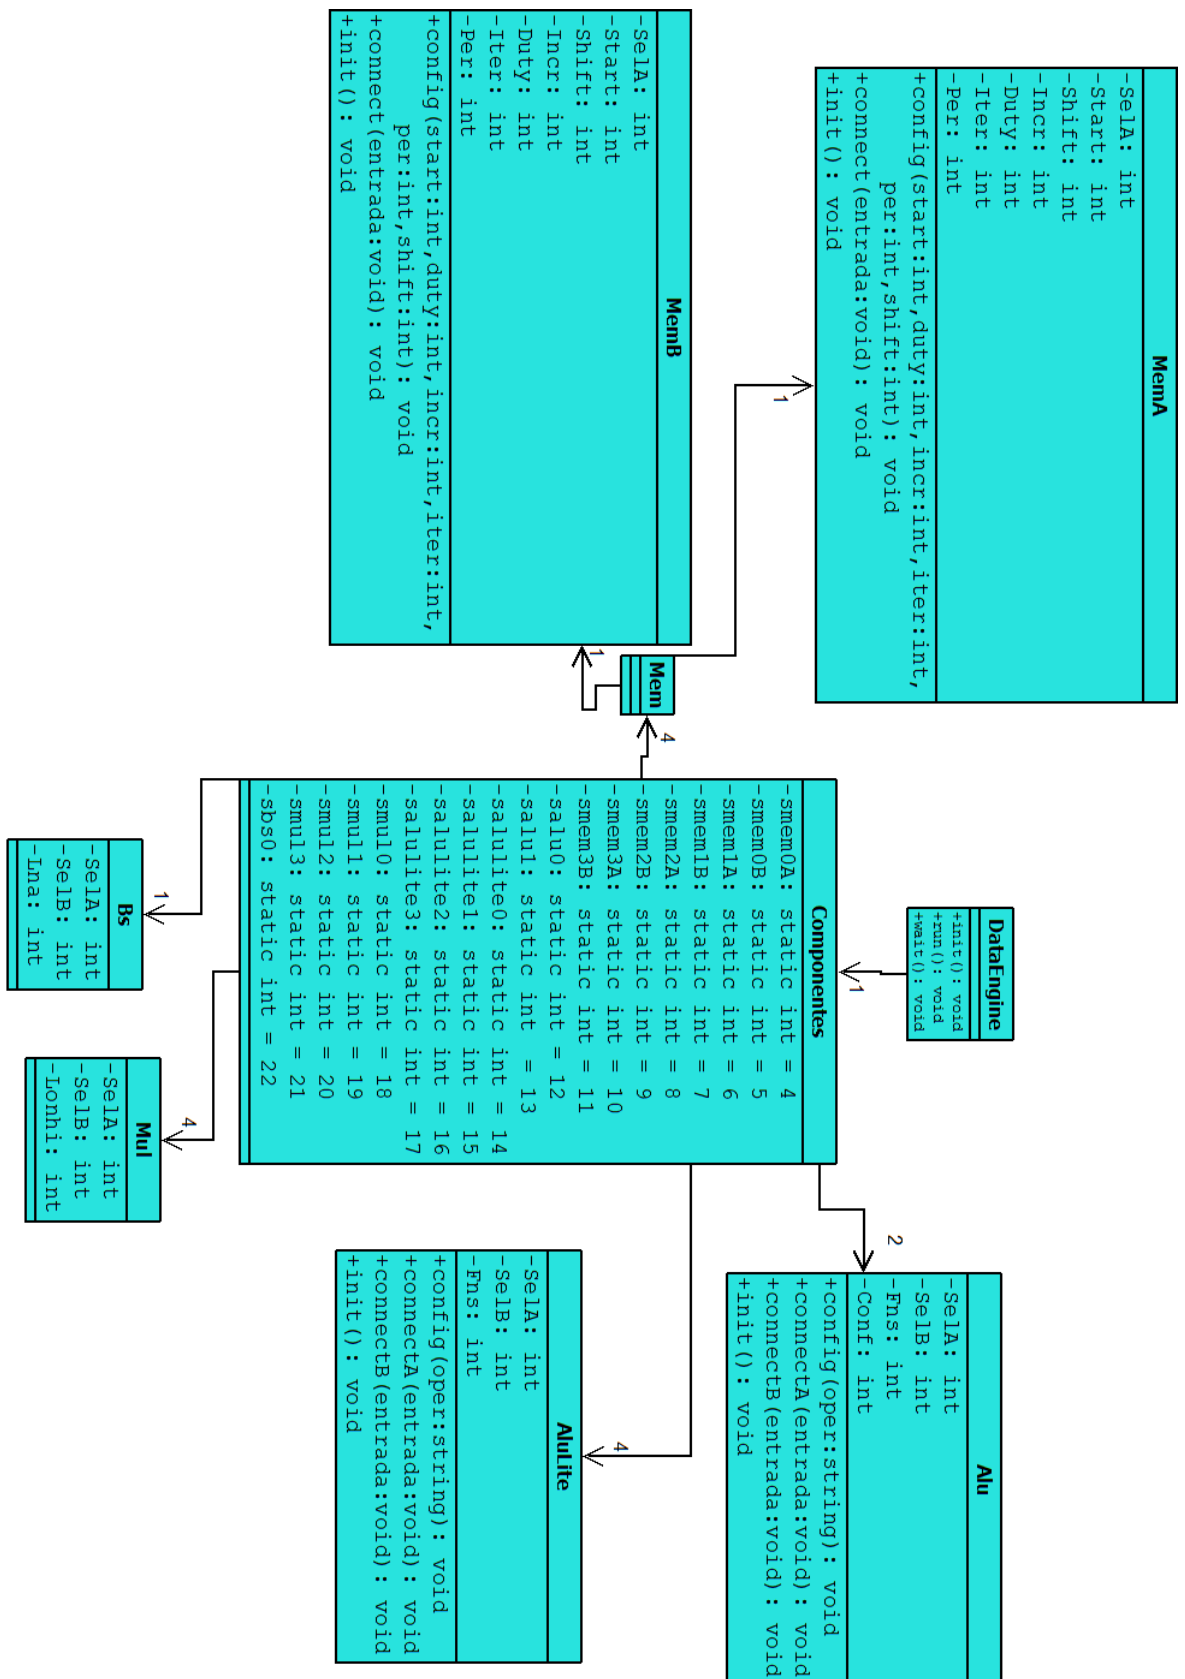 MemA
-SelA: int
-Start: int
-Shift: int
-Incr: int
-Duty: int
-Iter: int
-Per: int
+config(start:int,duty:int,incr:int,iter:int,
per:int,shift:int): void
+connect(entrada:void): void
+init(): void
1
MemB
-SelA: int
-Start: int
-Shift: int
-Incr: int
-Duty: int
-Iter: int
-Per: int
+config(start:int,duty:int,incr:int,iter:int,
per:int,shift:int): void
+connect(entrada:void): void
+init(): void
1
Mem
4
DataEngine
+init(): void
+run(): void
+wait(): void
1
Componentes
-smem0A: static int = 4
-smem0B: static int = 5
-smem1A: static int = 6
-smem1B: static int = 7
-smem2A: static int = 8
-smem2B: static int = 9
-smem3A: static int = 10
-smem3B: static int = 11
-salu0: static int = 12
-salu1: static int = 13
-salulite0: static int = 14
-salulite1: static int = 15
-salulite2: static int = 16
-salulite3: static int = 17
-smul0: static int = 18
-smul1: static int = 19
-smul2: static int = 20
-smul3: static int = 21
-sbs0: static int = 22
1
Bs
-SelA: int
-SelB: int
-Lna: int
4
Mul
-SelA: int
-SelB: int
-Lonhi: int
2
Alu
-SelA: int
-SelB: int
-Fns: int
-Conf: int
+config(oper:string): void
+connectA(entrada:void): void
+connectB(entrada:void): void
+init(): void
4
AluLite
-SelA: int
-SelB: int
-Fns: int
+config(oper:string): void
+connectA(entrada:void): void
+connectB(entrada:void): void
+init(): void